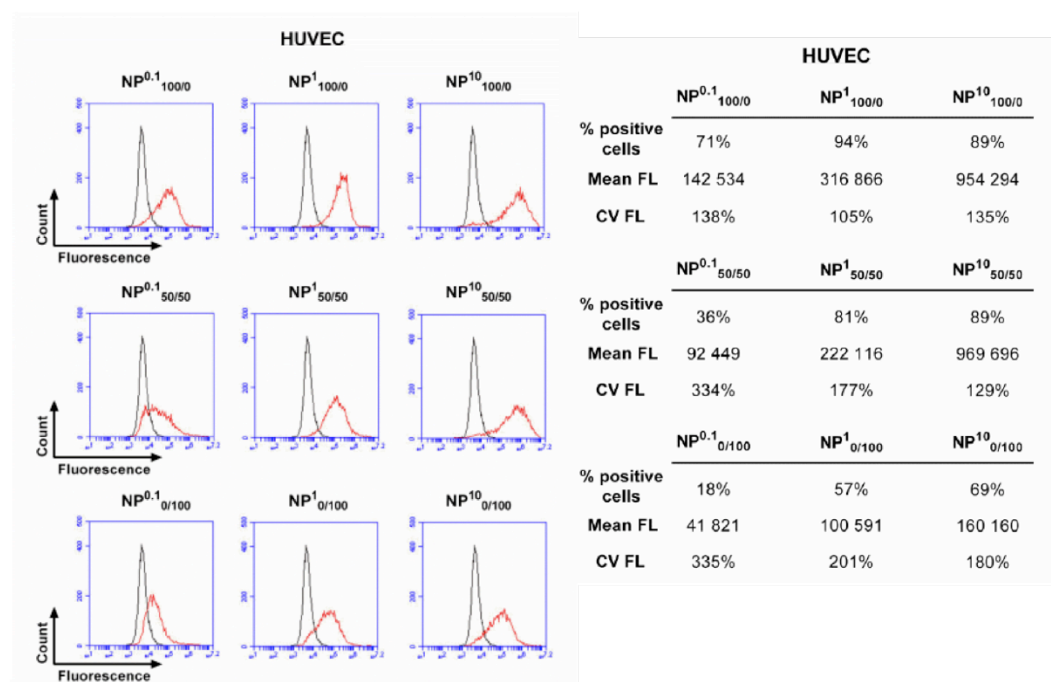 HUVEC
NP0.1100/0 NP1100/0 NP10100/0
Count
Fluorescence
NP0.150/50 NP150/50 NP1050/50
Count
Fluorescence
NP0.10/100 NP10/100 NP100/100
Count
Fluorescence
HUVEC
NP0.1100/0 NP1100/0 NP10100/0
% positive cells 71% 94% 89%
Mean FL 142 534 316 866 954 294
CV FL 138% 105% 135%
NP0.150/50 NP150/50 NP1050/50
% positive cells 36% 81% 89%
Mean FL 92 449 222 116 969 696
CV FL 334% 177% 129%
NP0.10/100 NP10/100 NP100/100
% positive cells 18% 57% 69%
Mean FL 41 821 100 591 160 160
CV FL 335% 201% 180%